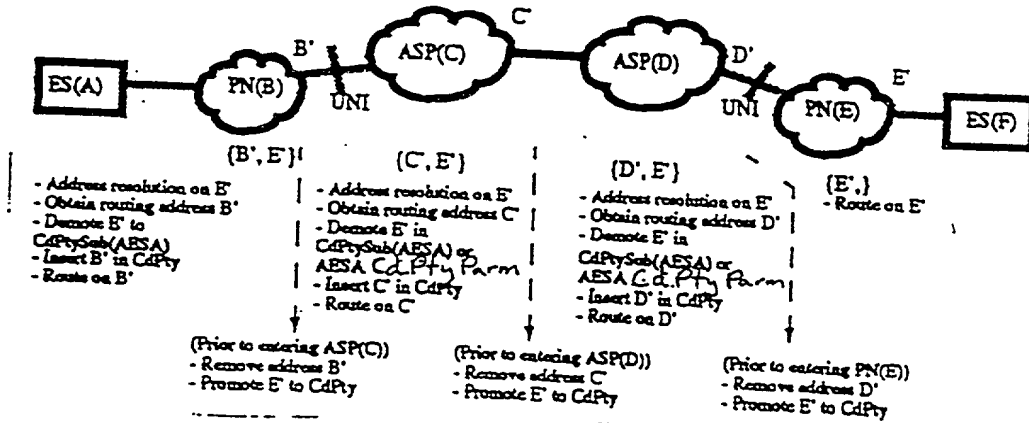 C'
B'
D'
E'
ES(A)
PN(B)
ASP(C)
ASP(D)
PN(E)
ES(F)
UNI
UNI
{B', E'}
- Address resolution on E'
- Obtain routing address B'
- Demote E' to
CdPtySub(AESA)
- Insert B' in CdPty
- Route on B'
{C', E'}
- Address resolution on E'
- Obtain routing address C'
- Demote E' in
CdPtySub(AESA) or
AESA CdPty Parm
- Insert C' in CdPty
- Route on C'
{D', E'}
- Address resolution on E'
- Obtain routing address D'
- Demote E' in
CdPtySub(AESA) or
AESA Cd.Pty Parm
- Insert D' in CdPty
- Route on D'
{E',}
- Route on E'
(Prior to entering ASP(C))
- Remove address B'
- Promote E' to CdPty
(Prior to entering ASP(D))
- Remove address C'
- Promote E' to CdPty
(Prior to entering PN(E))
- Remove address D'
- Promote E' to CdPty